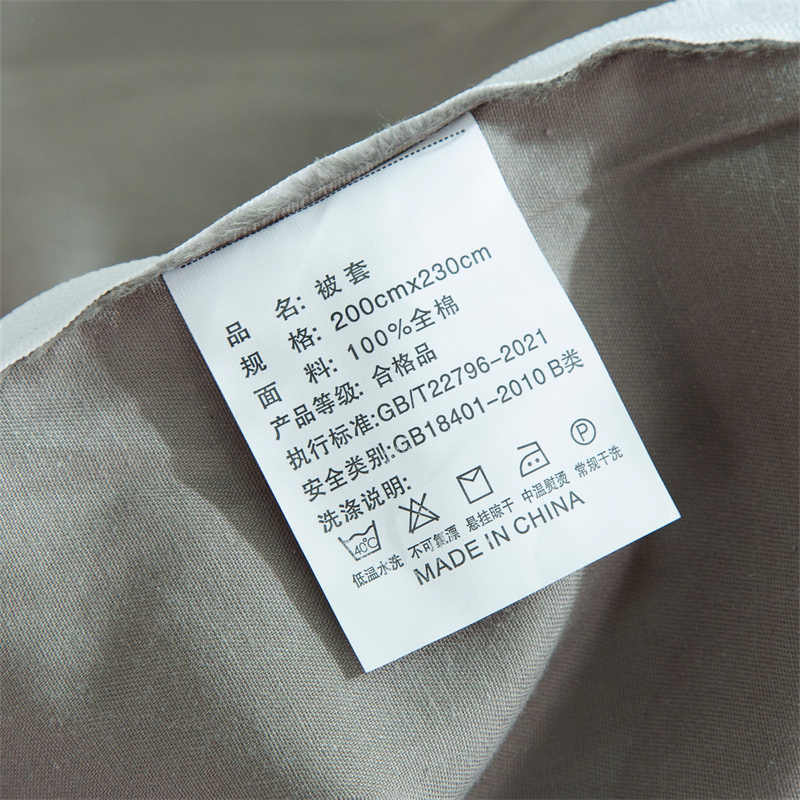 品 名: 被套
规 格: 200cmx230cm
面 料: 100%全棉
产品等级: 合格品
执行标准:GB/T22796-2021
安全类别:GB18401-2010 B类
洗涤说明:
40℃ P
低温水洗 不可氯漂 悬挂晾干 中温熨烫 常规干洗
MADE IN CHINA